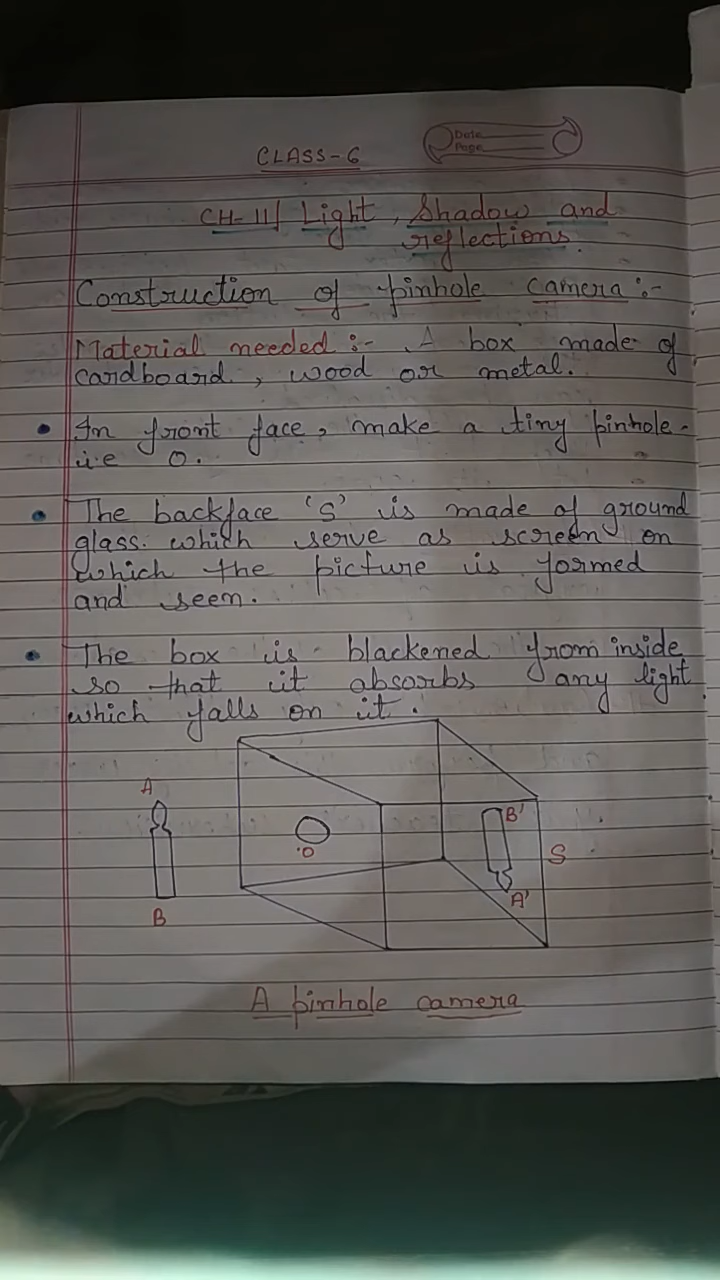 CLASS-6
Date
Page
CH-11/ Light, Shadow and
reflections.
Construction of pinhole camera:-
Material needed:- A box made of
cardboard, wood or metal.
• In front face, make a tiny pinhole.
i.e O.
• The backface 'S' is made of ground
glass. which serve as screen on
which the picture is formed
and seen.
• The box is blackened from inside
so that it absorbs any light
which falls on it.
A
B'
O
S
A'
B
A pinhole camera